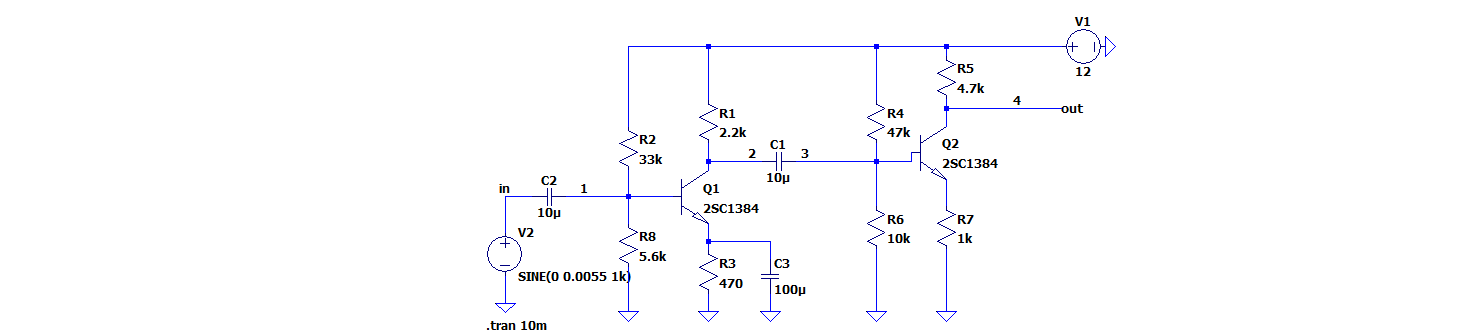 V1
12
R5
4.7k
4
out
R1
2.2k
R4
47k
R2
33k
2
C1
10µ
3
Q2
2SC1384
in
C2
10µ
1
Q1
2SC1384
R6
10k
R7
1k
V2
SINE(0 0.0055 1k)
R8
5.6k
R3
470
C3
100µ
.tran 10m